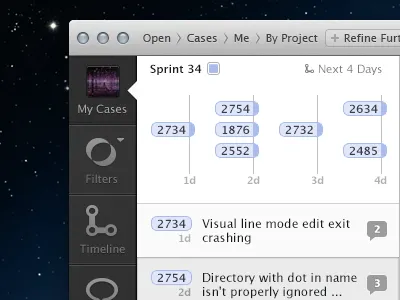 Open > Cases > Me > By Project + Refine Furt
My Cases
Filters
Timeline
Sprint 34
Next 4 Days
2754 2634
2734 1876 2732
2552 2485
1d 2d 3d 4d
2734 Visual line mode edit exit 2
1d crashing
2754 Directory with dot in name 3
2d isn't properly ignored ...